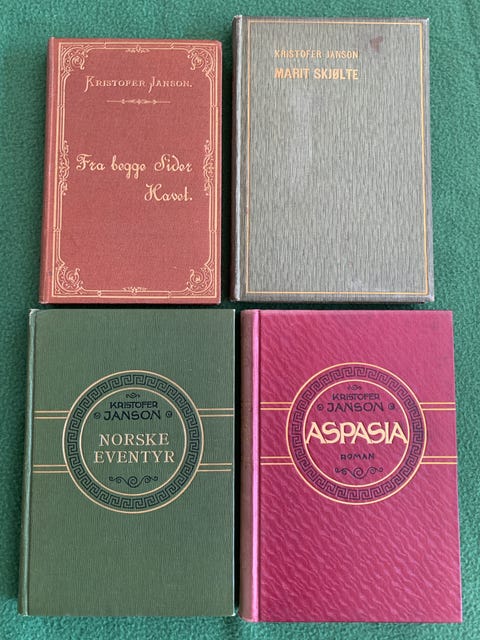 Kristofer Janson.
Fra begge Sider
Havet.
KRISTOFER JANSON
MARIT SKJØLTE
KRISTOFER
JANSON
NORSKE
EVENTYR
KRISTOFER
JANSON
ASPASIA
ROMAN